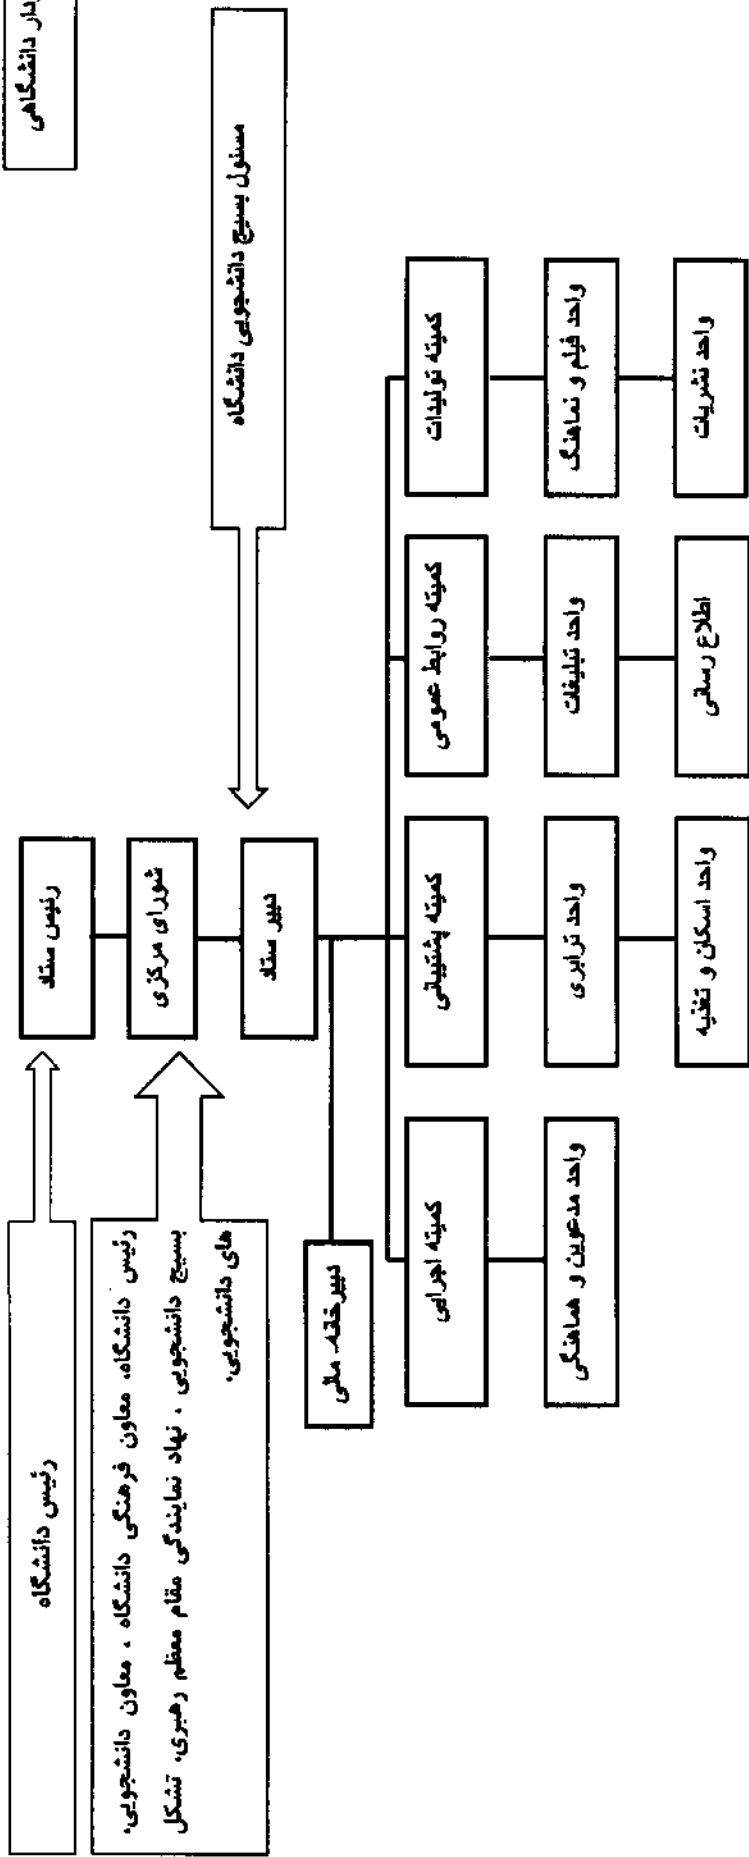 دار دانشگاهی
رئیس دانشگاه
رئیس ستاد
رئیس دانشگاه، معاون فرهنگی دانشگاه ، معاون دانشجویی،
بسیج دانشجویی ، نهاد نمایندگی مقام معظم رهبری، تشکل
های دانشجویی.
شورای مرکزی
مسئول بسیج دانشجویی دانشگاه
دبیر ستاد
دبیرخانه- مالی
کمیته تولیدات
کمیته روابط عمومی
کمیته پشتیبانی
کمیته اجرایی
واحد فیلم و نماهنگ
واحد تبلیغات
واحد ترابری
واحد مدعوین و هماهنگی
واحد نشریات
اطلاع رسانی
واحد اسکان و تغذیه